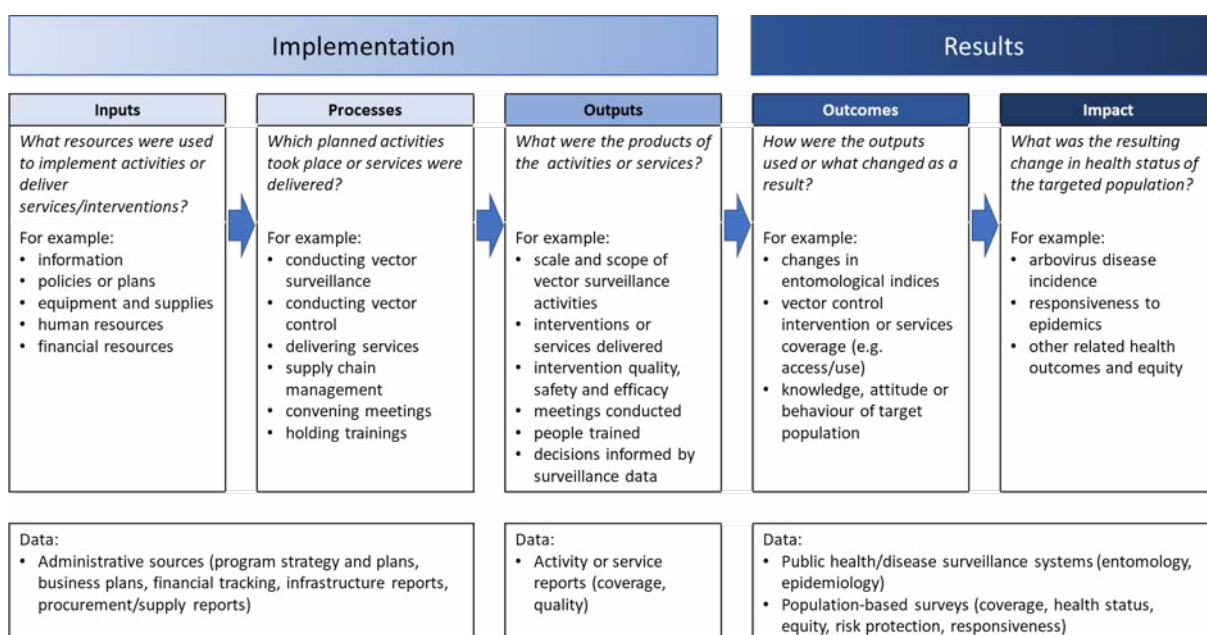 Implementation
Results
Inputs
What resources were used
to implement activities or
deliver
services/interventions?
For example:
• information
• policies or plans
• equipment and supplies
• human resources
• financial resources
Processes
Which planned activities
took place or services were
delivered?
For example:
• conducting vector
surveillance
• conducting vector
control
• delivering services
• supply chain
management
• convening meetings
• holding trainings
Outputs
What were the products of
the activities or services?
For example:
• scale and scope of
vector surveillance
activities
• interventions or
services delivered
• intervention quality,
safety and efficacy
• meetings conducted
• people trained
• decisions informed by
surveillance data
Outcomes
How were the outputs
used or what changed as a
result?
For example:
• changes in
entomological indices
• vector control
intervention or services
coverage (e.g.
access/use)
• knowledge, attitude or
behaviour of target
population
Impact
What was the resulting
change in health status of
the targeted population?
For example:
• arbovirus disease
incidence
• responsiveness to
epidemics
• other related health
outcomes and equity
Data:
• Administrative sources (program strategy and plans,
business plans, financial tracking, infrastructure reports,
procurement/supply reports)
Data:
• Activity or service
reports (coverage,
quality)
Data:
• Public health/disease surveillance systems (entomology,
epidemiology)
• Population-based surveys (coverage, health status,
equity, risk protection, responsiveness)